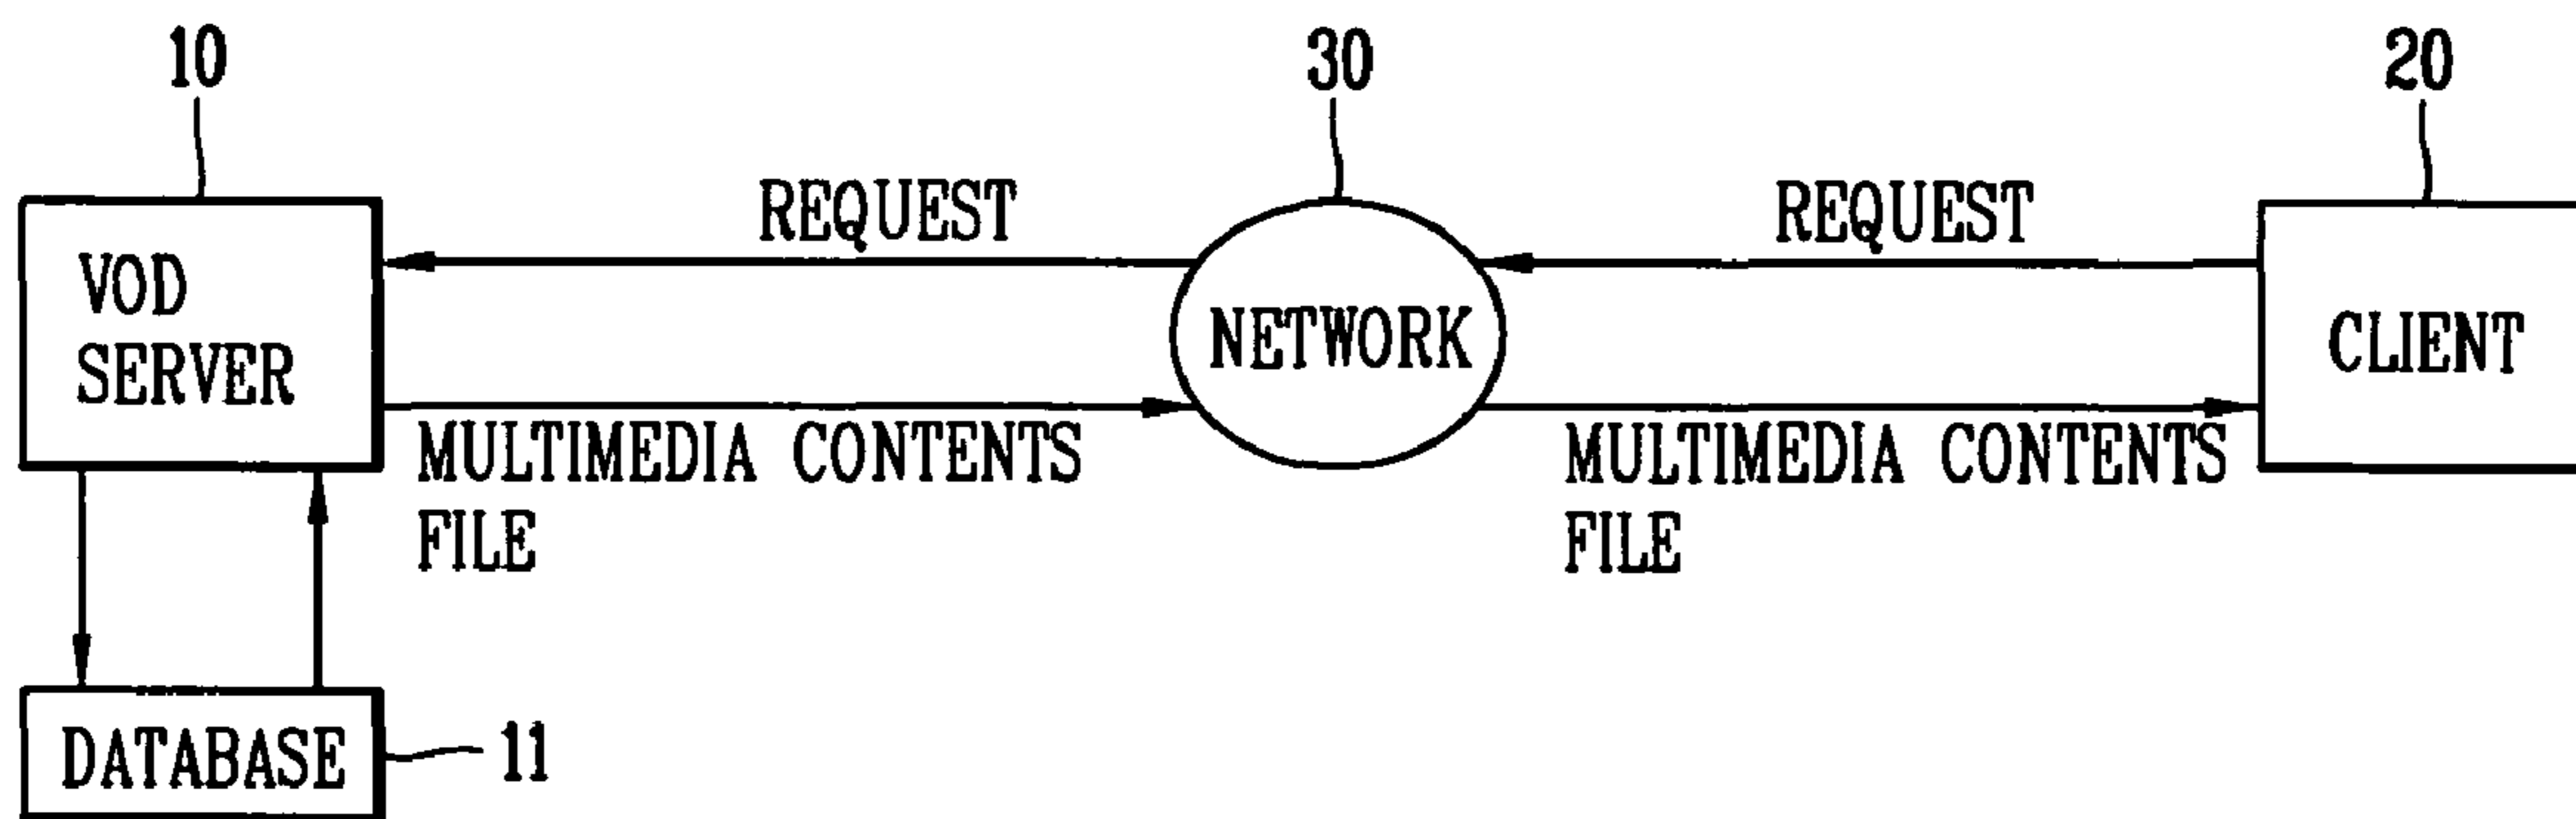 10
30
20
REQUEST
REQUEST
VOD
SERVER
NETWORK
CLIENT
MULTIMEDIA CONTENTS
FILE
MULTIMEDIA CONTENTS
FILE
DATABASE
11